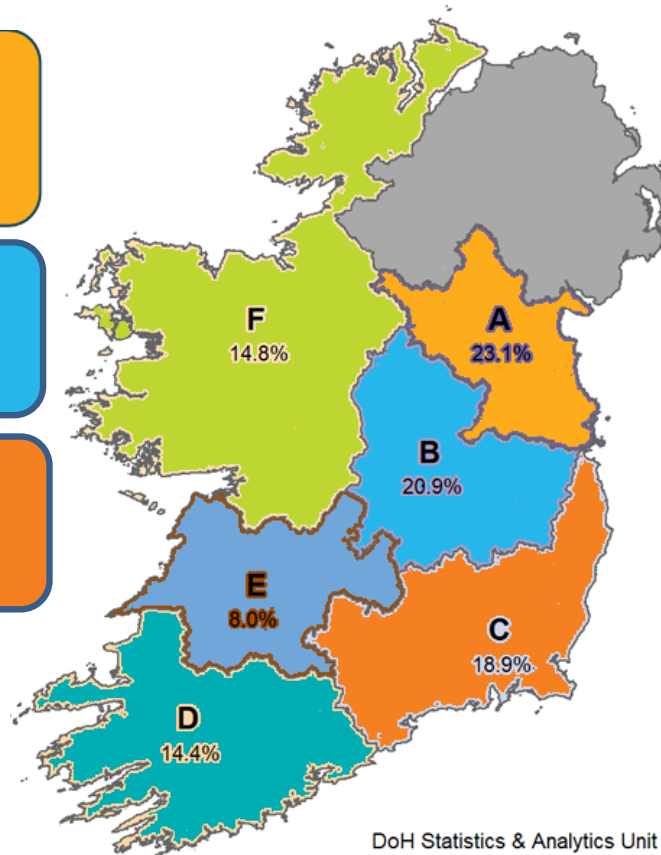 A
23.1%
F
14.8%
B
20.9%
E
8.0%
C
18.9%
D
14.4%
DoH Statistics & Analytics Unit